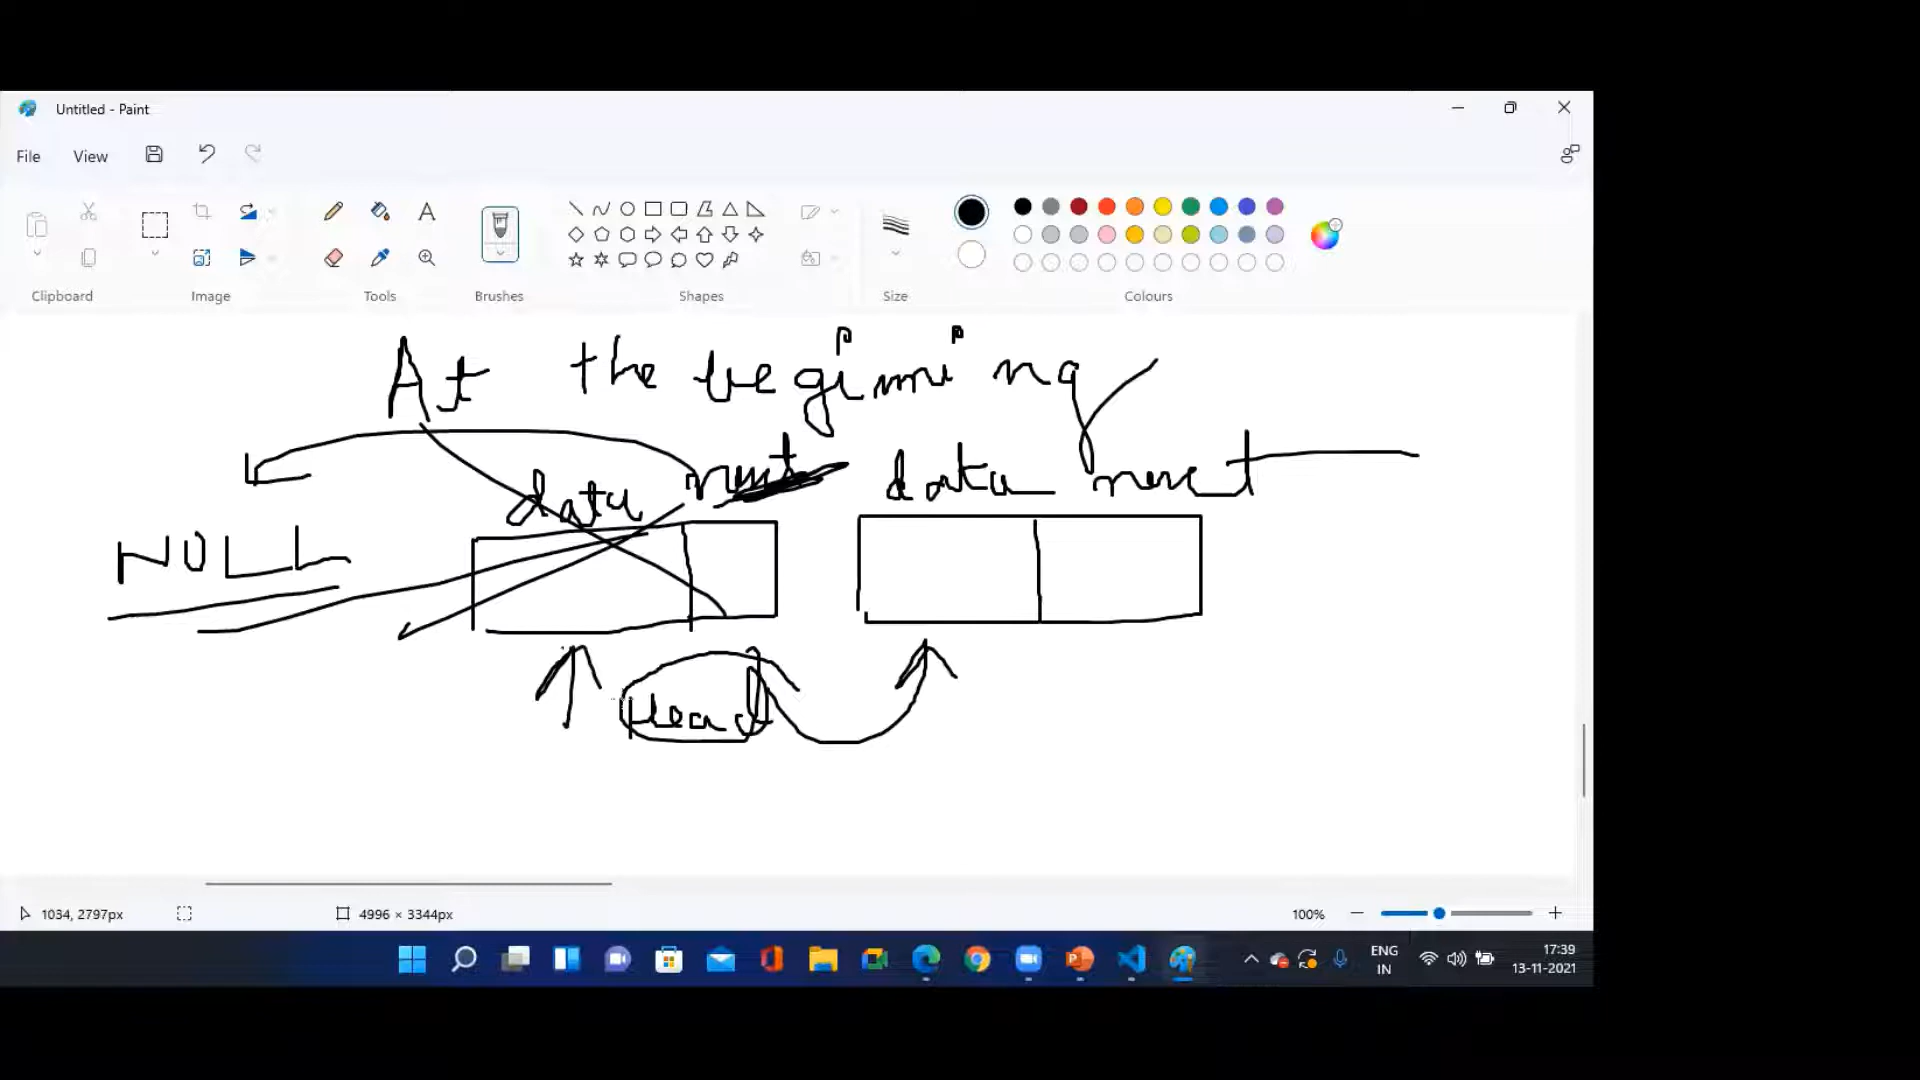 Untitled - Paint
File View
Clipboard Image Tools Brushes Shapes Size Colours
At the beginning
data next data next
NULL
Head
1034, 2797px 4996 × 3344px 100%
ENG 17:39
IN 13-11-2021